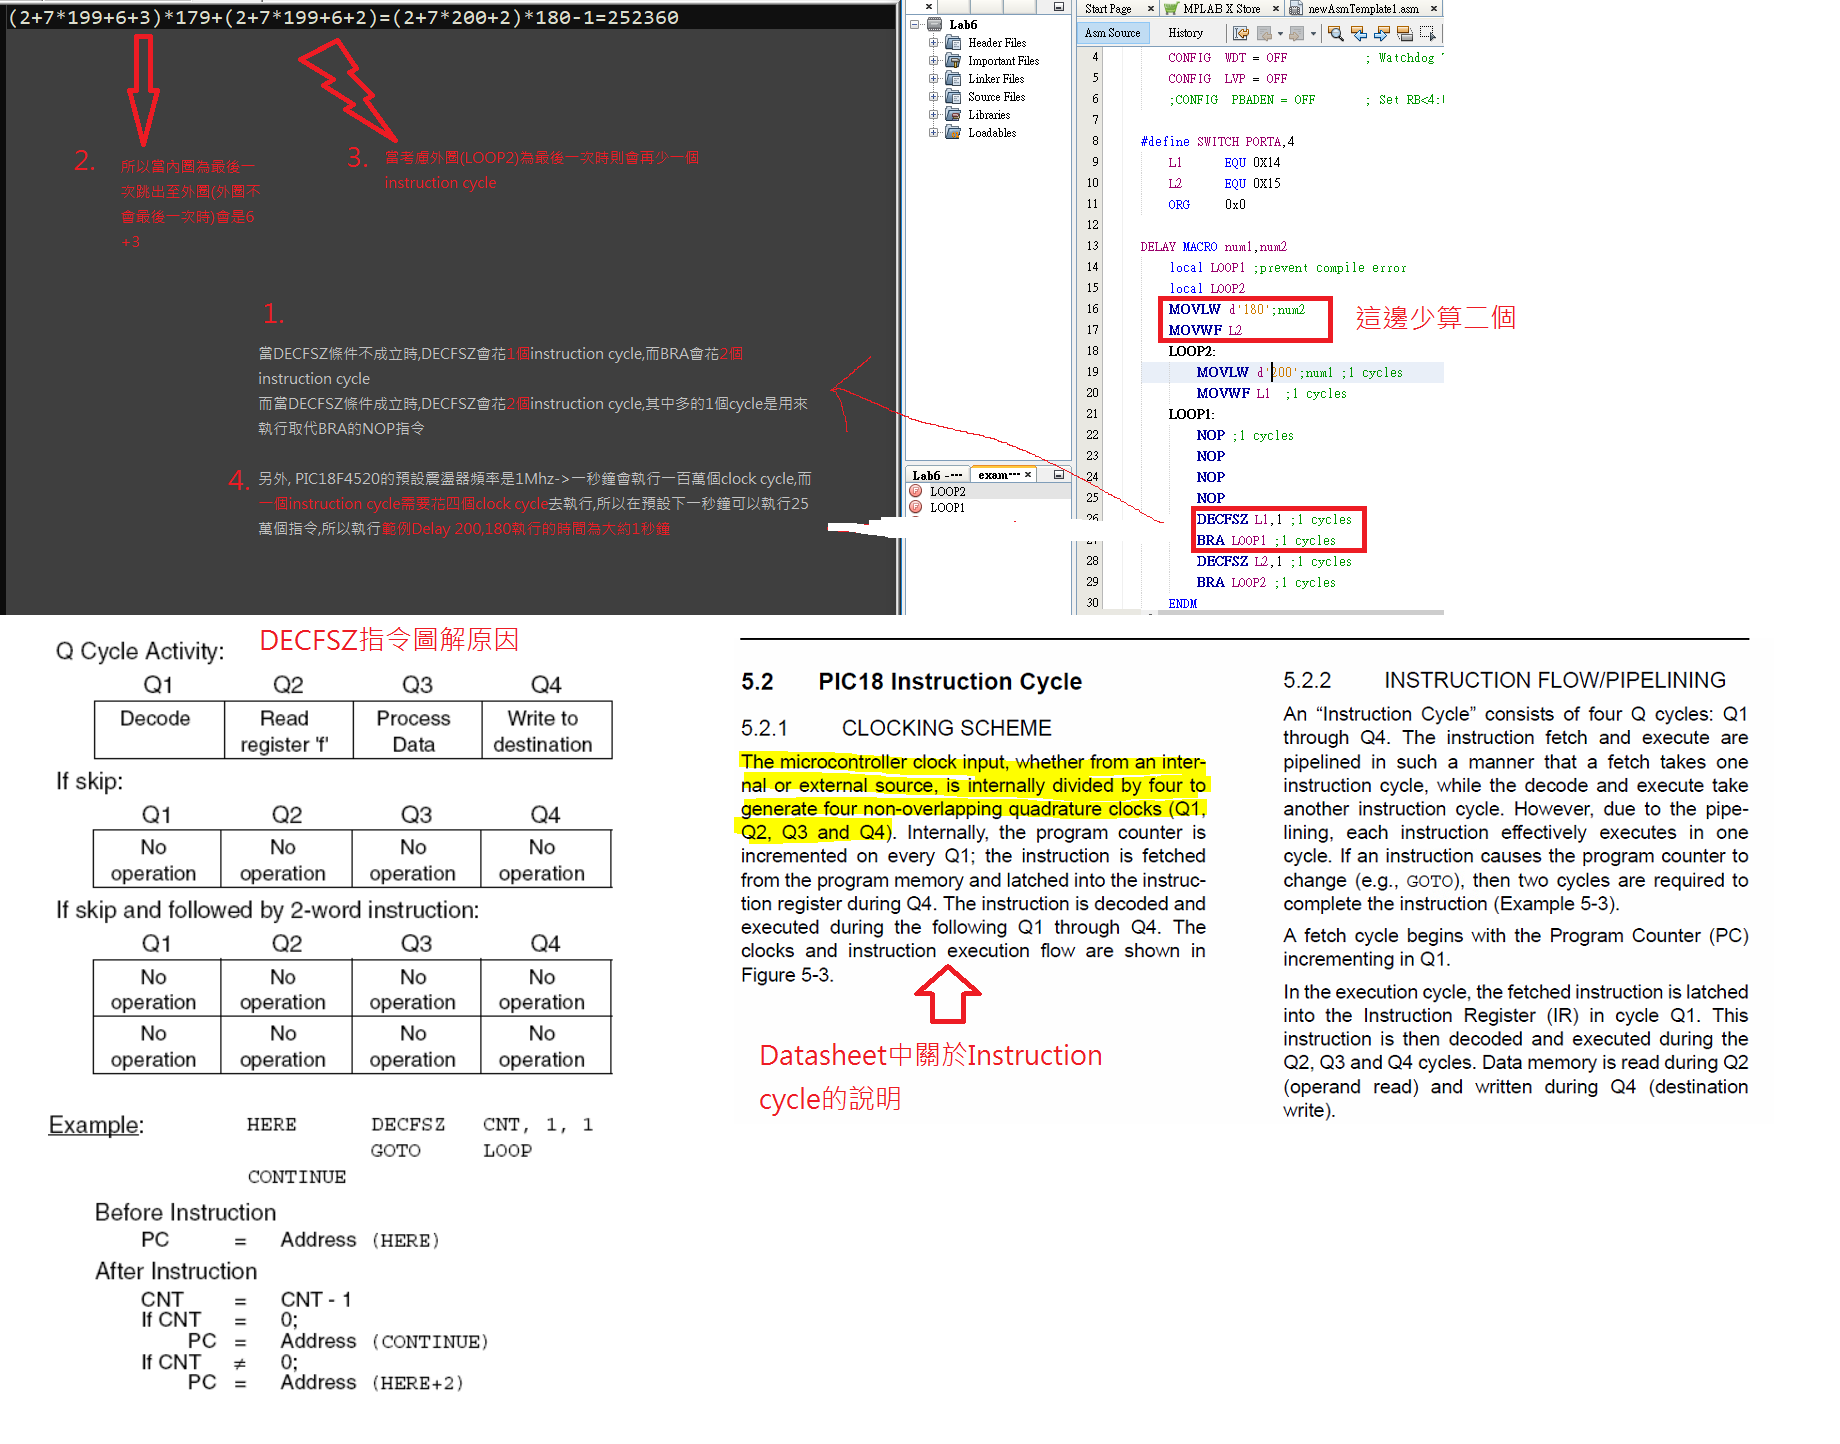 (2+7*199+6+3)*179+(2+7*199+6+2)=(2+7*200+2)*180-1=252360
2.
所以當內圈為最後一
次跳出至外圈(外圈不
會最後一次時)會是6
+3
3.
當考慮外圈(LOOP2)為最後一次時則會再少一個
instruction cycle
1.
當DECFSZ條件不成立時,DECFSZ會花1個instruction cycle,而BRA會花2個
instruction cycle
而當DECFSZ條件成立時,DECFSZ會花2個instruction cycle,其中多的1個cycle是用來
執行取代BRA的NOP指令
4.
另外, PIC18F4520的預設震盪器頻率是1Mhz->一秒鐘會執行一百萬個clock cycle,而
一個instruction cycle需要花四個clock cycle去執行,所以在預設下一秒鐘可以執行25
萬個指令,所以執行範例Delay 200,180執行的時間為大約1秒鐘
Lab6
Header Files
Important Files
Linker Files
Source Files
Libraries
Loadables
Lab6 ----
exam---
LOOP2
LOOP1
Start Page
MPLAB X Store
newAsmTemplate1.asm
Asm Source
History
4 CONFIG WDT = OFF ; Watchdog
5 CONFIG LVP = OFF
6 ;CONFIG PBADEN = OFF ; Set RB<4:
7
8 #define SWITCH PORTA,4
9 L1 EQU 0X14
10 L2 EQU 0X15
11 ORG 0x0
12
13 DELAY MACRO num1,num2
14 local LOOP1 ;prevent compile error
15 local LOOP2
16 MOVLW d'180';num2
17 MOVWF L2
18 LOOP2:
19 MOVLW d'200';num1 ;1 cycles
20 MOVWF L1 ;1 cycles
21 LOOP1:
22 NOP ;1 cycles
23 NOP
24 NOP
25 NOP
26 DECFSZ L1,1 ;1 cycles
27 BRA LOOP1 ;1 cycles
28 DECFSZ L2,1 ;1 cycles
29 BRA LOOP2 ;1 cycles
30 ENDM
這邊少算二個
DECFSZ指令圖解原因
Q Cycle Activity:
Q1 Q2 Q3 Q4
Decode Read Process Write to
register 'f' Data destination
If skip:
Q1 Q2 Q3 Q4
No No No No
operation operation operation operation
If skip and followed by 2-word instruction:
Q1 Q2 Q3 Q4
No No No No
operation operation operation operation
No No No No
operation operation operation operation
Example: HERE DECFSZ CNT, 1, 1
GOTO LOOP
CONTINUE
Before Instruction
PC = Address (HERE)
After Instruction
CNT = CNT - 1
If CNT = 0;
PC = Address (CONTINUE)
If CNT ≠ 0;
PC = Address (HERE+2)
5.2 PIC18 Instruction Cycle
5.2.1 CLOCKING SCHEME
The microcontroller clock input, whether from an inter-
nal or external source, is internally divided by four to
generate four non-overlapping quadrature clocks (Q1,
Q2, Q3 and Q4). Internally, the program counter is
incremented on every Q1; the instruction is fetched
from the program memory and latched into the instruc-
tion register during Q4. The instruction is decoded and
executed during the following Q1 through Q4. The
clocks and instruction execution flow are shown in
Figure 5-3.
Datasheet中關於Instruction
cycle的說明
5.2.2 INSTRUCTION FLOW/PIPELINING
An “Instruction Cycle” consists of four Q cycles: Q1
through Q4. The instruction fetch and execute are
pipelined in such a manner that a fetch takes one
instruction cycle, while the decode and execute take
another instruction cycle. However, due to the pipe-
lining, each instruction effectively executes in one
cycle. If an instruction causes the program counter to
change (e.g., GOTO), then two cycles are required to
complete the instruction (Example 5-3).
A fetch cycle begins with the Program Counter (PC)
incrementing in Q1.
In the execution cycle, the fetched instruction is latched
into the Instruction Register (IR) in cycle Q1. This
instruction is then decoded and executed during the
Q2, Q3 and Q4 cycles. Data memory is read during Q2
(operand read) and written during Q4 (destination
write).